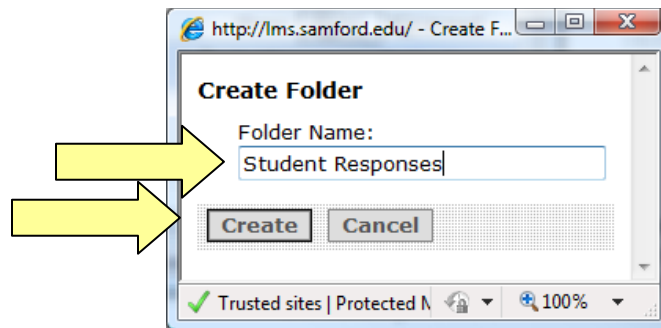 http://lms.samford.edu/ - Create F...
Create Folder
Folder Name:
Student Responses
Create Cancel
Trusted sites | Protected M 100%